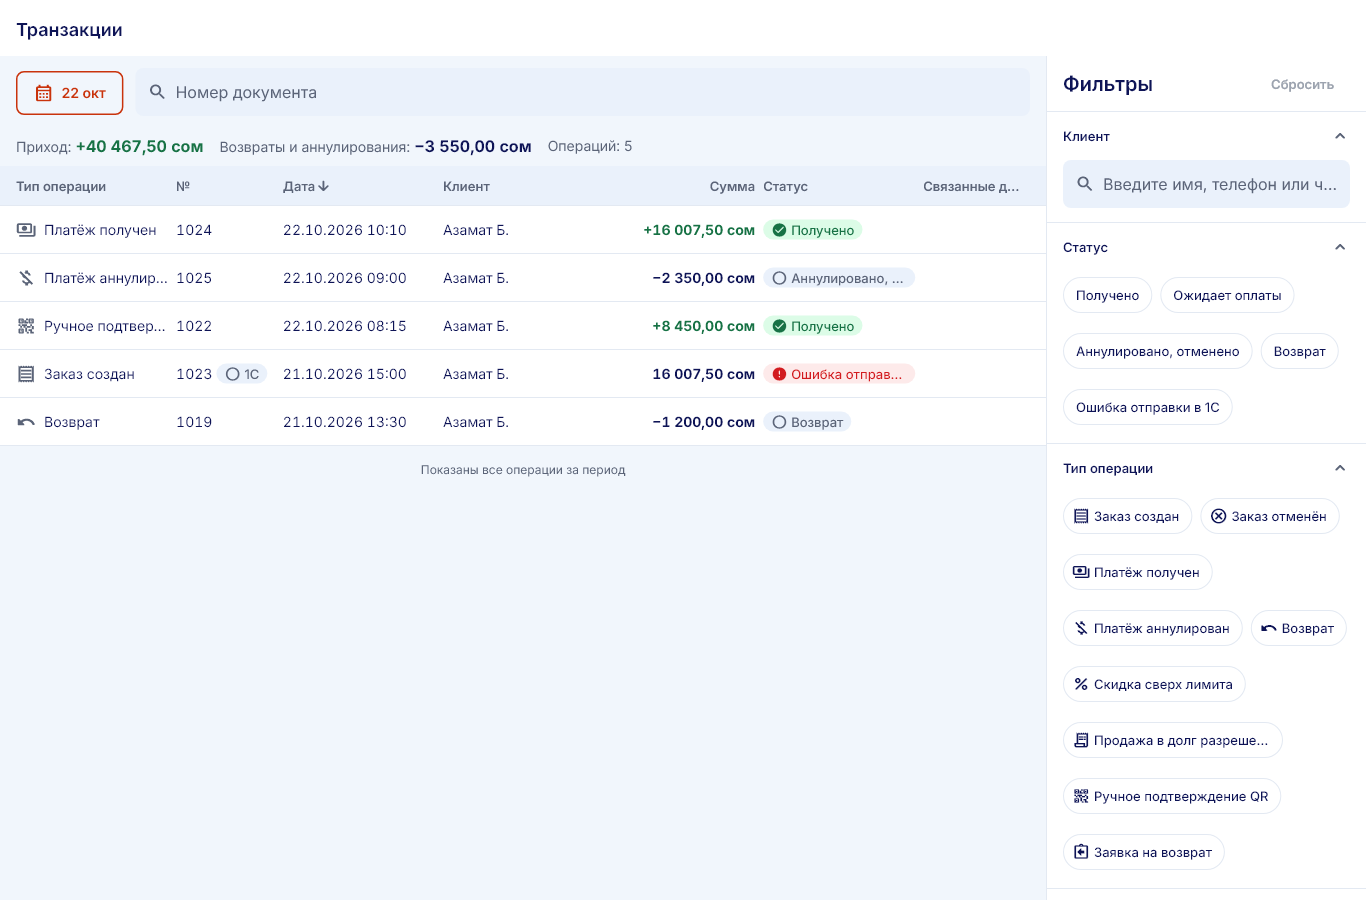 Транзакции
22 окт
Номер документа
Приход: +40 467,50 сом Возвраты и аннулирования: −3 550,00 сом Операций: 5
Тип операции № Дата Клиент Сумма Статус Связанные д...
Платёж получен 1024 22.10.2026 10:10 Азамат Б. +16 007,50 сом Получено
Платёж аннулир... 1025 22.10.2026 09:00 Азамат Б. −2 350,00 сом Аннулировано, ...
Ручное подтвер... 1022 22.10.2026 08:15 Азамат Б. +8 450,00 сом Получено
Заказ создан 1023 1С 21.10.2026 15:00 Азамат Б. 16 007,50 сом Ошибка отправ...
Возврат 1019 21.10.2026 13:30 Азамат Б. −1 200,00 сом Возврат
Показаны все операции за период
Фильтры Сбросить
Клиент
Введите имя, телефон или ч...
Статус
Получено Ожидает оплаты
Аннулировано, отменено Возврат
Ошибка отправки в 1С
Тип операции
Заказ создан Заказ отменён
Платёж получен
Платёж аннулирован Возврат
Скидка сверх лимита
Продажа в долг разреше...
Ручное подтверждение QR
Заявка на возврат